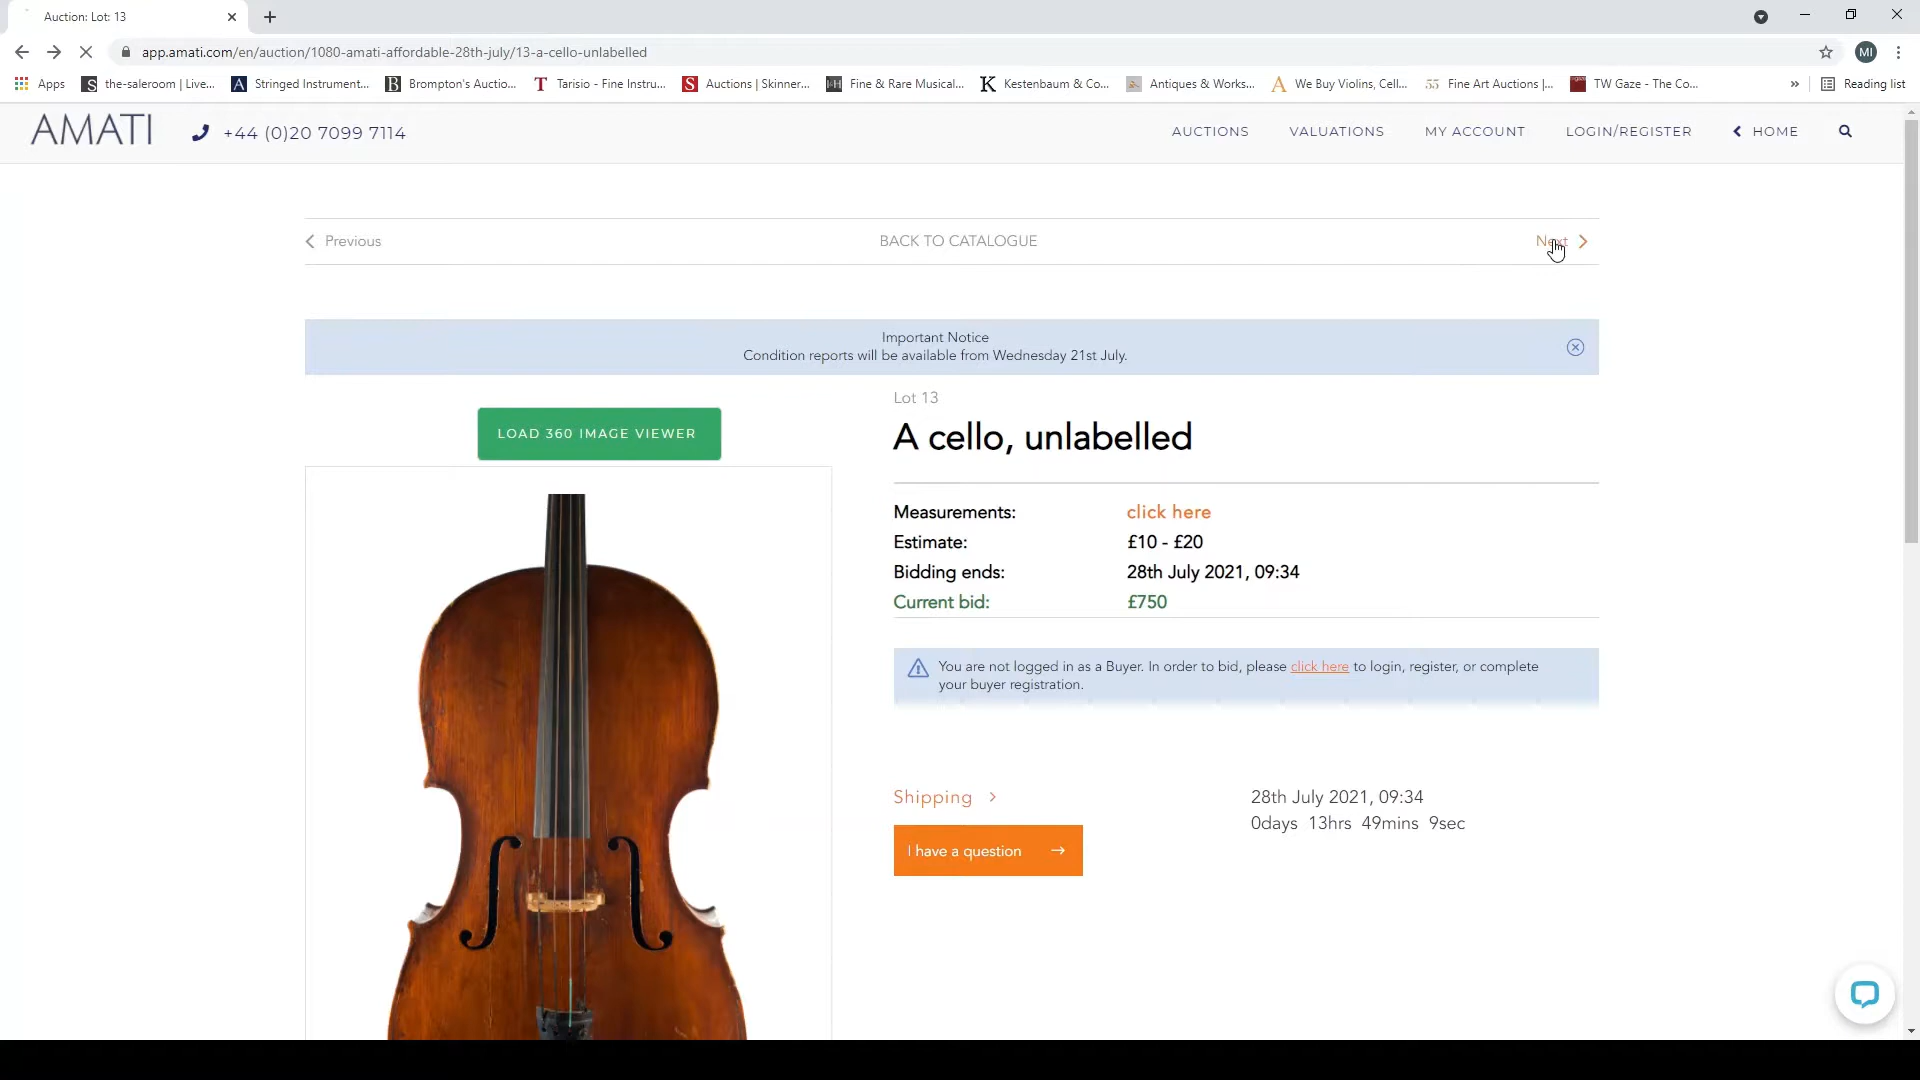 Auction: Lot: 13
app.amati.com/en/auction/1080-amati-affordable-28th-july/13-a-cello-unlabelled
MI
Apps
the-saleroom | Live...
Stringed Instrument...
Brompton's Auctio...
Tarisio - Fine Instru...
Auctions | Skinner...
Fine & Rare Musical...
Kestenbaum & Co...
Antiques & Works...
We Buy Violins, Cell...
Fine Art Auctions |...
TW Gaze - The Co...
»
Reading list
AMATI
+44 (0)20 7099 7114
AUCTIONS
VALUATIONS
MY ACCOUNT
LOGIN/REGISTER
HOME
Previous
BACK TO CATALOGUE
Next
Important Notice
Condition reports will be available from Wednesday 21st July.
LOAD 360 IMAGE VIEWER
Lot 13
A cello, unlabelled
Measurements: click here
Estimate: £10 - £20
Bidding ends: 28th July 2021, 09:34
Current bid: £750
You are not logged in as a Buyer. In order to bid, please click here to login, register, or complete
your buyer registration.
Shipping >
28th July 2021, 09:34
0days 13hrs 49mins 9sec
I have a question →